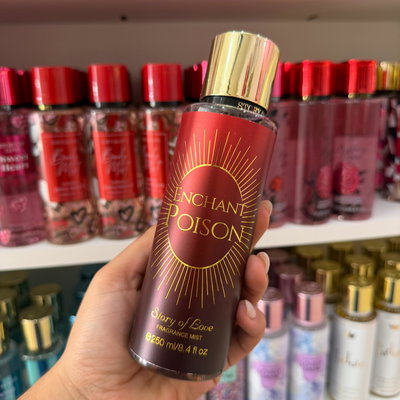 ENCHANT
POISON
Story of Love
FRAGRANCE MIST
℮250 ml/8.4 fl oz